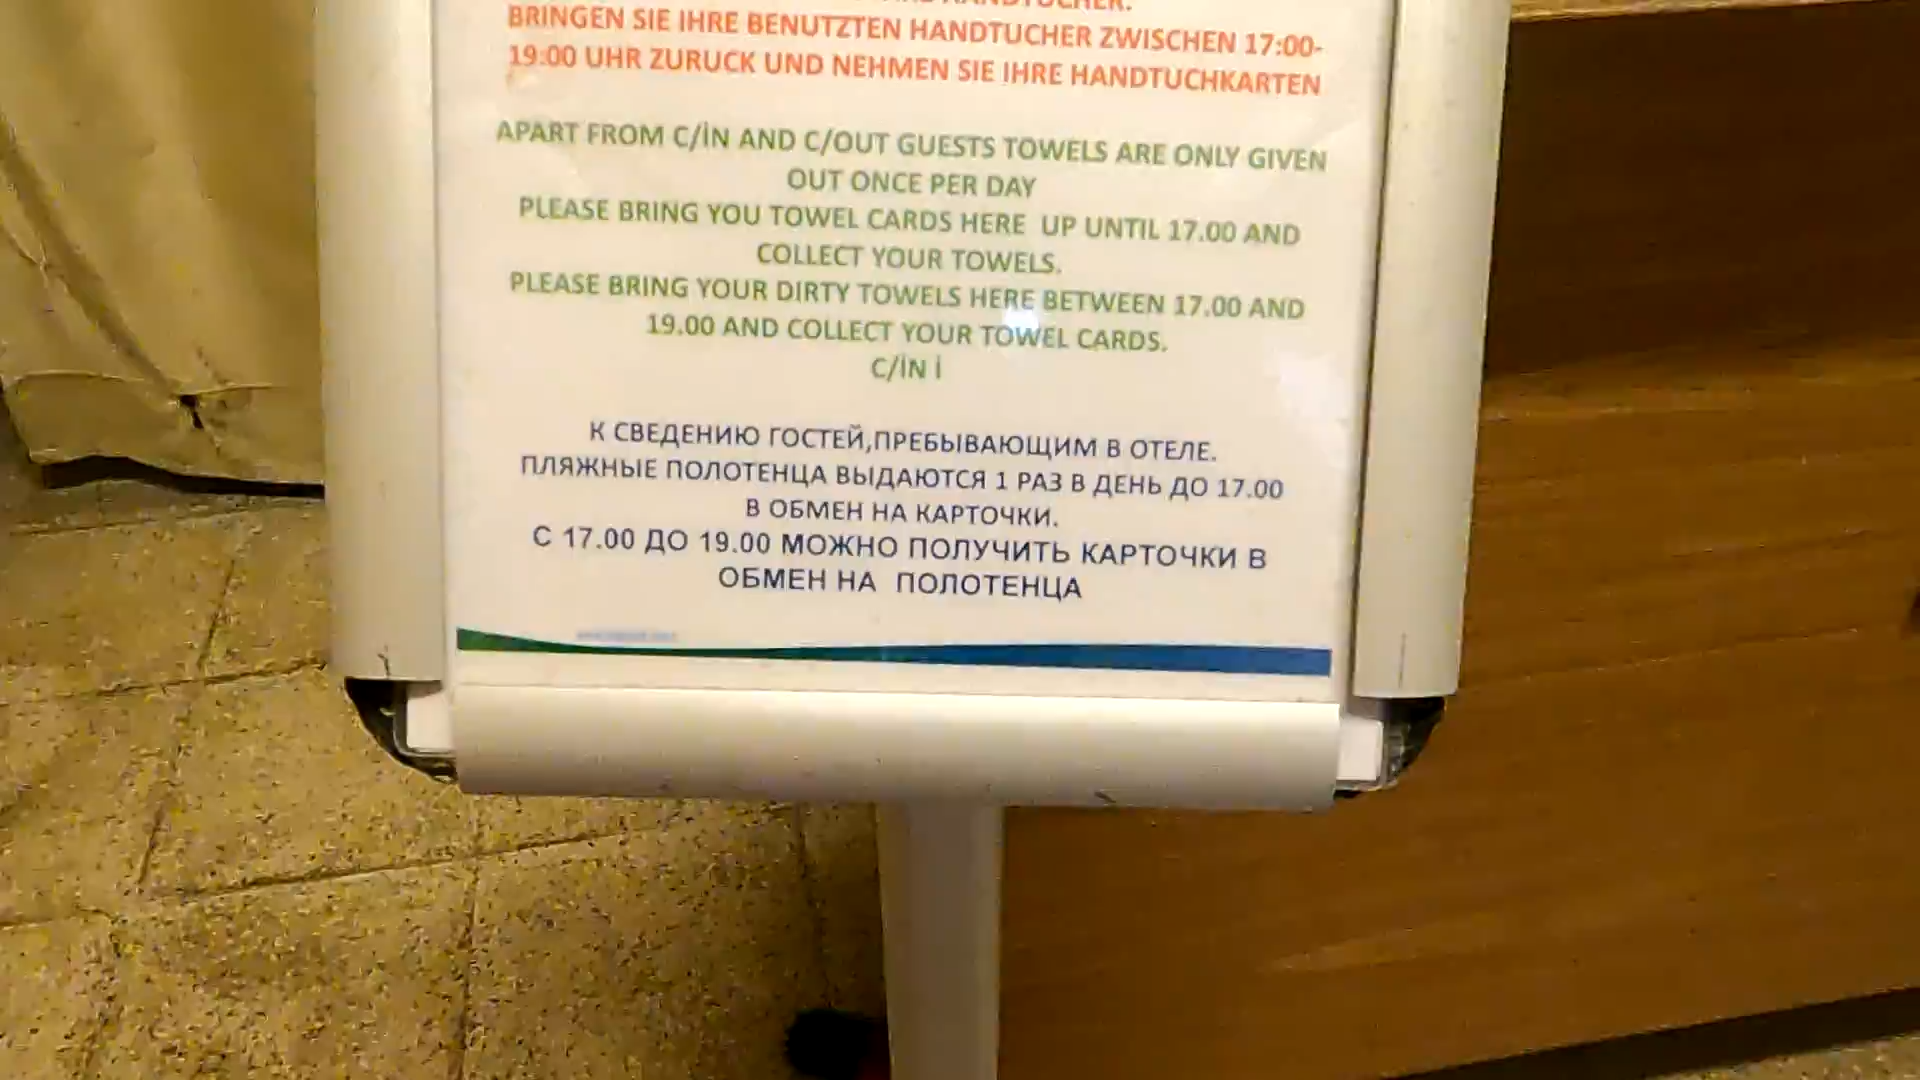 HANDTUCHER.
BRINGEN SIE IHRE BENUTZTEN HANDTUCHER ZWISCHEN 17:00-
19:00 UHR ZURUCK UND NEHMEN SIE IHRE HANDTUCHKARTEN
APART FROM C/İN AND C/OUT GUESTS TOWELS ARE ONLY GIVEN
OUT ONCE PER DAY
PLEASE BRING YOU TOWEL CARDS HERE UP UNTIL 17.00 AND
COLLECT YOUR TOWELS.
PLEASE BRING YOUR DIRTY TOWELS HERE BETWEEN 17.00 AND
19.00 AND COLLECT YOUR TOWEL CARDS.
C/İN İ
К СВЕДЕНИЮ ГОСТЕЙ,ПРЕБЫВАЮЩИМ В ОТЕЛЕ.
ПЛЯЖНЫЕ ПОЛОТЕНЦА ВЫДАЮТСЯ 1 РАЗ В ДЕНЬ ДО 17.00
В ОБМЕН НА КАРТОЧКИ.
С 17.00 ДО 19.00 МОЖНО ПОЛУЧИТЬ КАРТОЧКИ В
ОБМЕН НА ПОЛОТЕНЦА